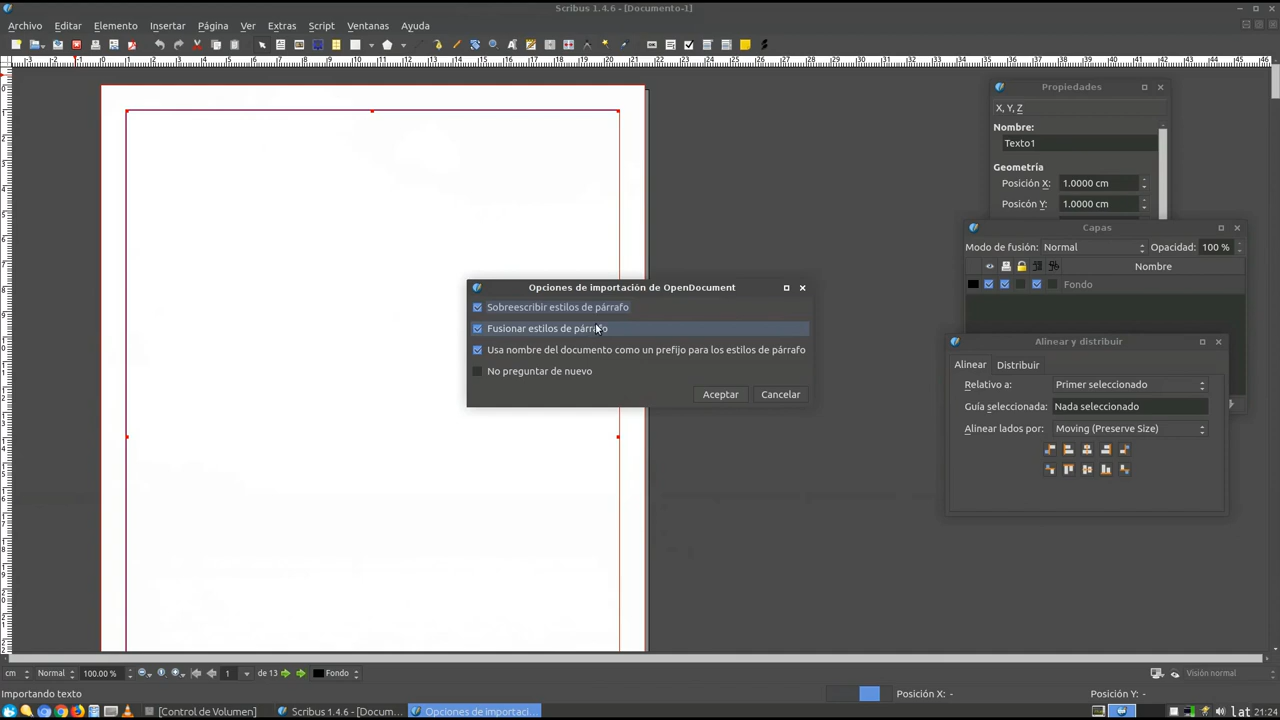 Scribus 1.4.6 - [Documento-1]
Archivo Editar Elemento Insertar Página Ver Extras Script Ventanas Ayuda
Propiedades
X, Y, Z
Nombre:
Texto1
Geometría
Posición X: 1.0000 cm
Posicón Y: 1.0000 cm
Capas
Modo de fusión: Normal Opacidad: 100 %
Nombre
Fondo
Opciones de importación de OpenDocument
Sobreescribir estilos de párrafo
Fusionar estilos de párrafo
Usa nombre del documento como un prefijo para los estilos de párrafo
No preguntar de nuevo
Aceptar Cancelar
Alinear y distribuir
Alinear Distribuir
Relativo a: Primer seleccionado
Guía seleccionada: Nada seleccionado
Alinear lados por: Moving (Preserve Size)
cm Normal 100.00 % 1 de 13 Fondo Visión normal
Importando texto Posición X: - Posición Y: -
[Control de Volumen] Scribus 1.4.6 - [Docum... Opciones de importaci... lat 21:24